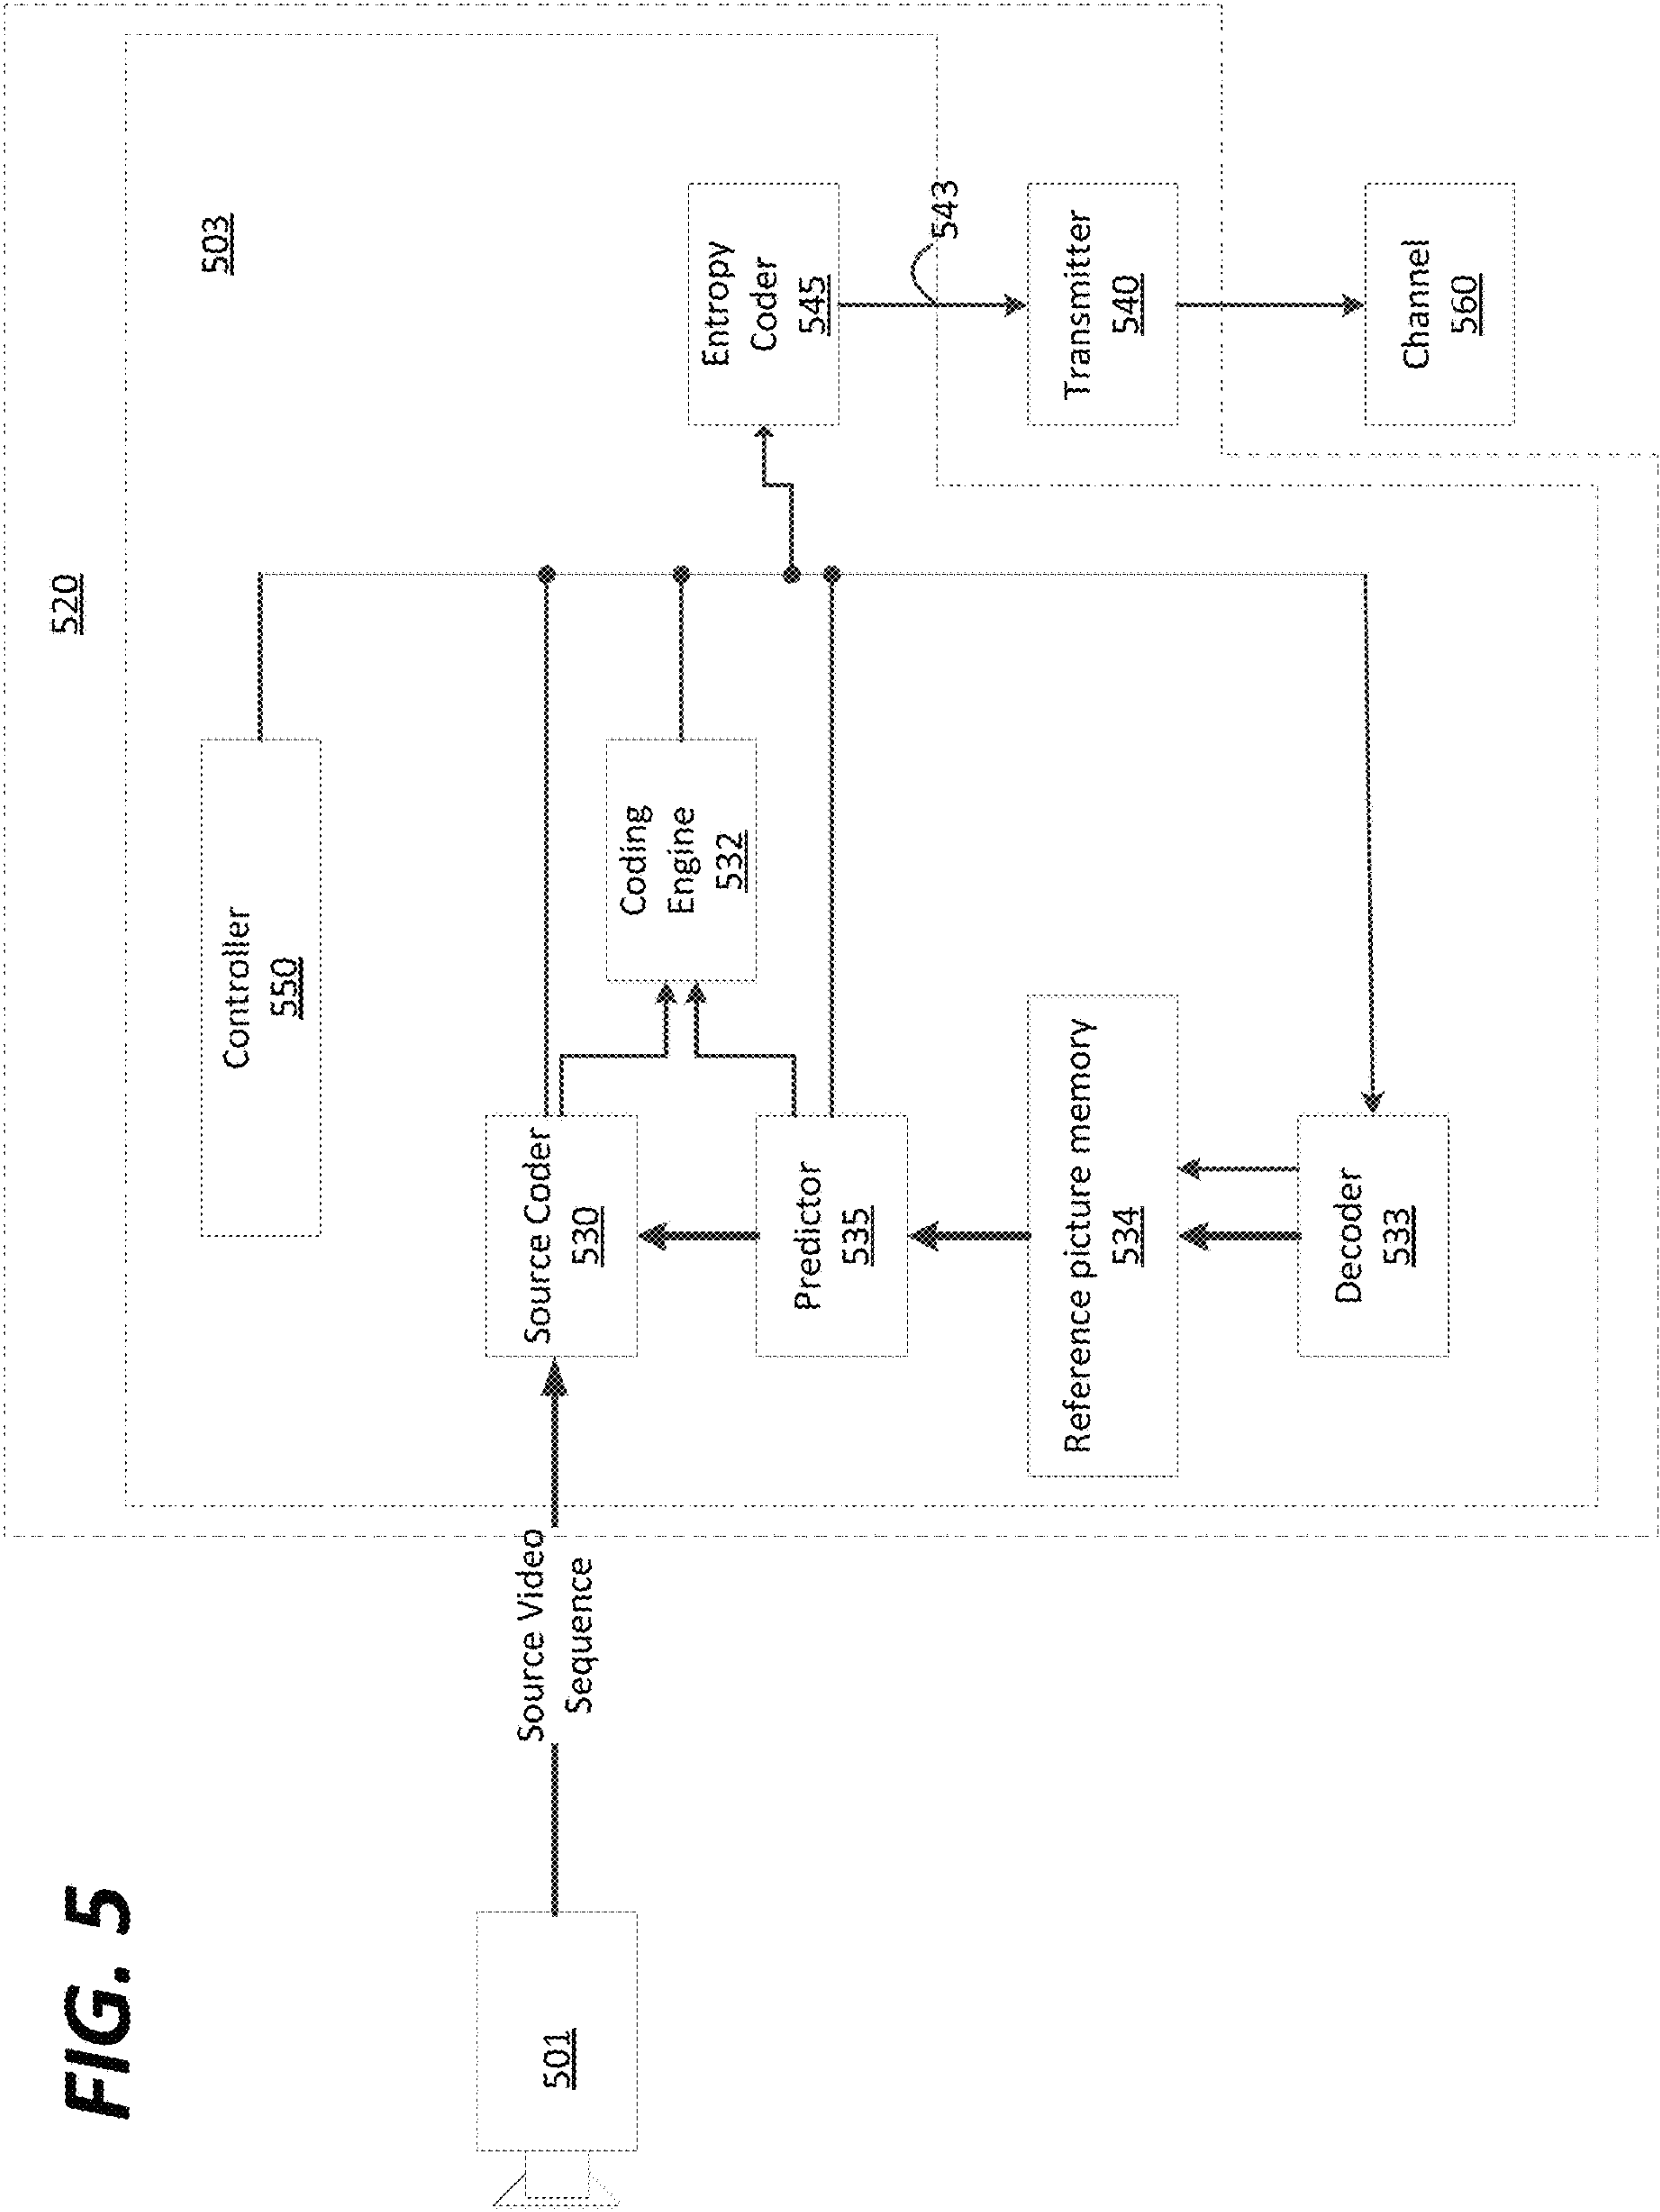 FIG. 5
520
503
Controller
550
501
Source Video
Sequence
Source Coder
530
Coding
Engine
532
Entropy
Coder
545
543
Predictor
535
Transmitter
540
Reference picture memory
534
Channel
560
Decoder
533